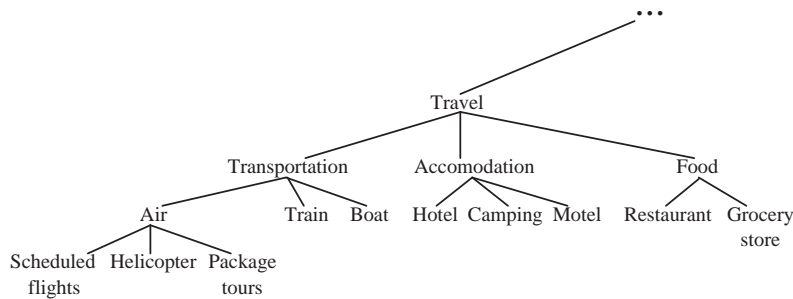 ...
Travel
Transportation Accomodation Food
Air Train Boat Hotel Camping Motel Restaurant Grocery
store
Scheduled Helicopter Package
flights tours